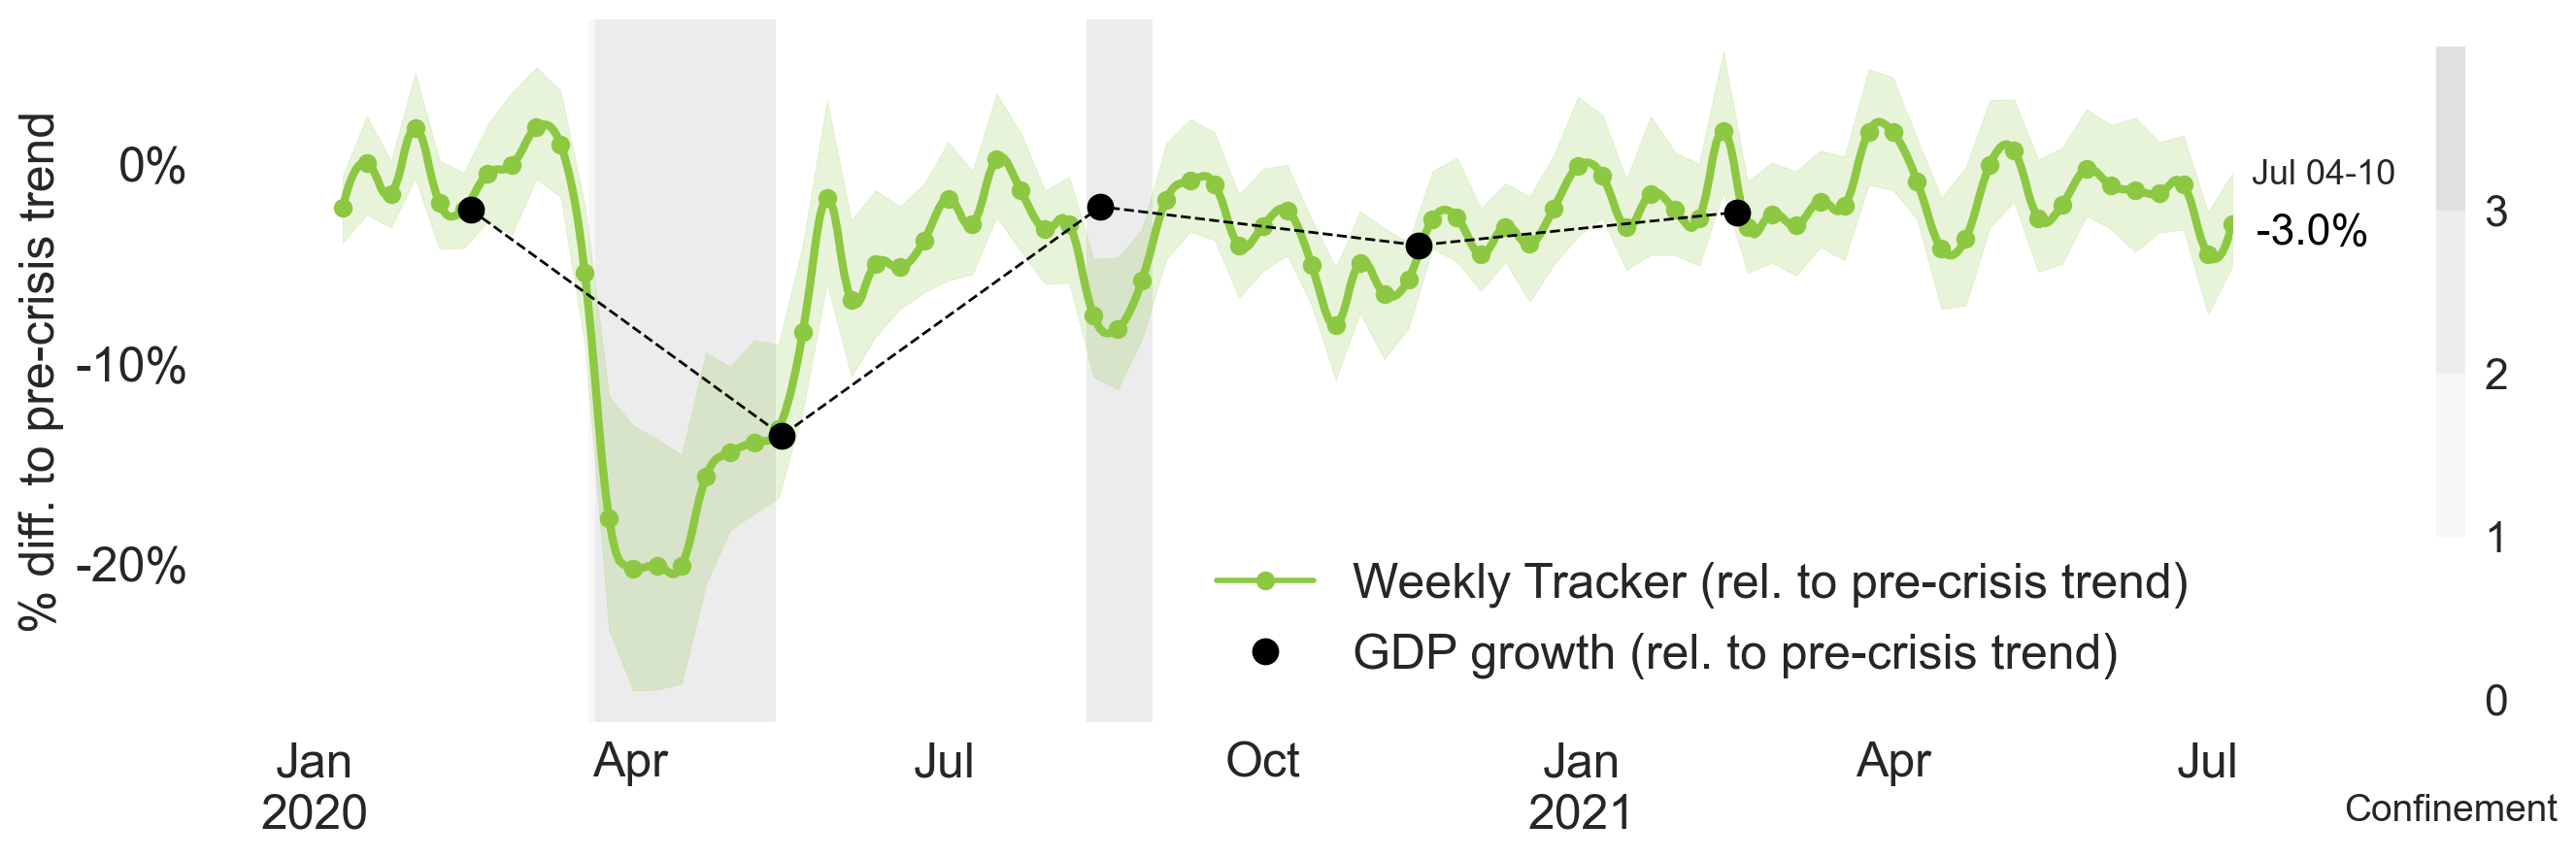 % diff. to pre-crisis trend
0%
-10%
-20%
Jul 04-10
-3.0%
3
2
1
0
Weekly Tracker (rel. to pre-crisis trend)
GDP growth (rel. to pre-crisis trend)
Jan Apr Jul Oct Jan Apr Jul
2020 2021
Confinement